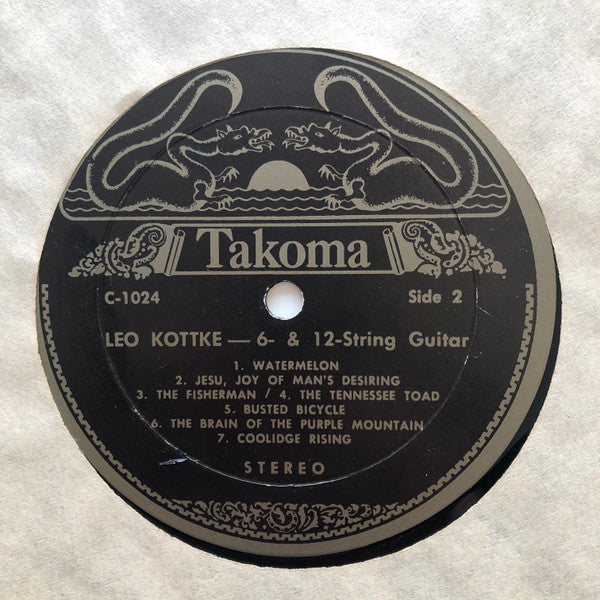 Takoma
C-1024 Side 2
LEO KOTTKE — 6- & 12-String Guitar
1. WATERMELON
2. JESU, JOY OF MAN'S DESIRING
3. THE FISHERMAN / 4. THE TENNESSEE TOAD
5. BUSTED BICYCLE
6. THE BRAIN OF THE PURPLE MOUNTAIN
7. COOLIDGE RISING
STEREO